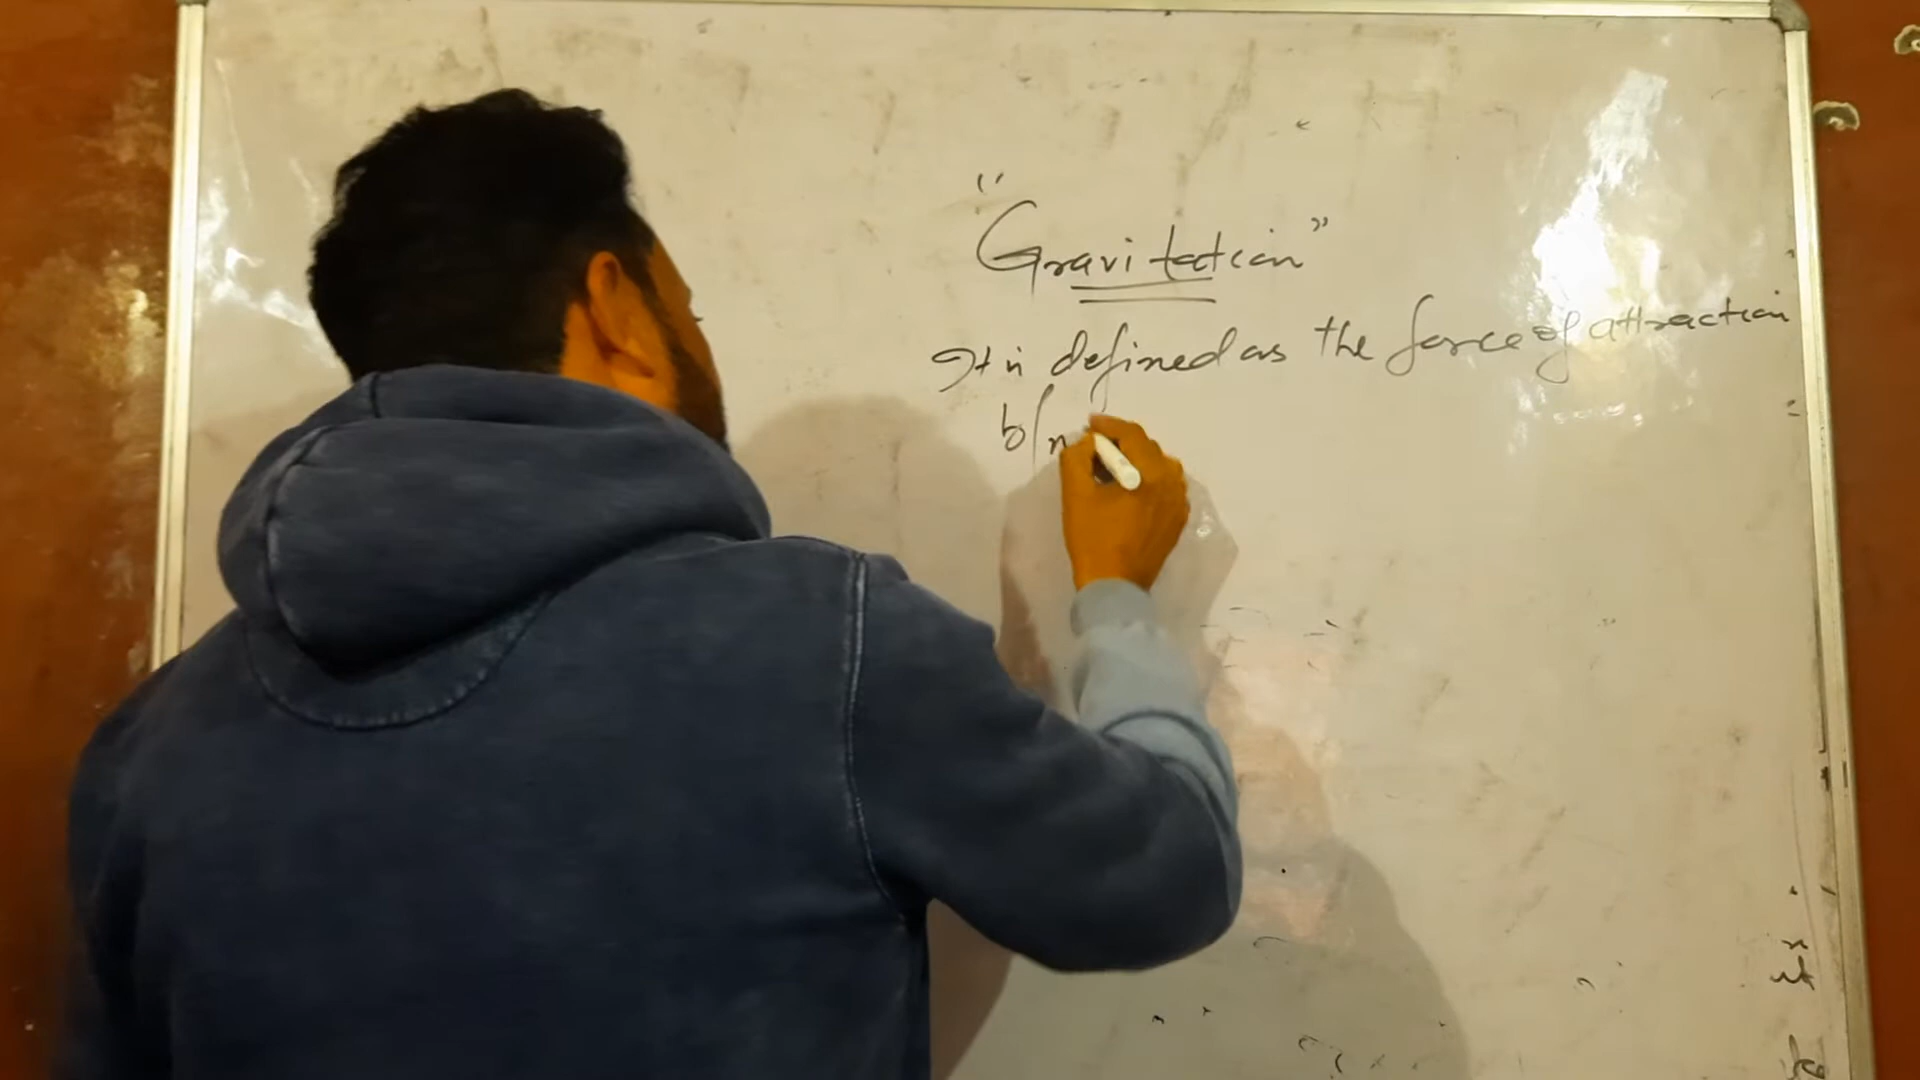 "Gravitation"
It is defined as the force of attraction
b/n